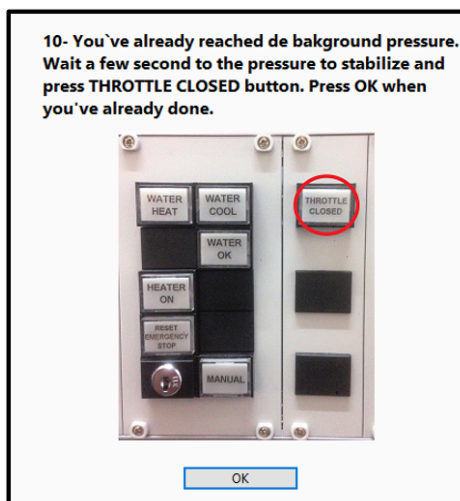 10- You`ve already reached de bakground pressure.
Wait a few second to the pressure to stabilize and
press THROTTLE CLOSED button. Press OK when
you've already done.
WATER
HEAT
WATER
COOL
THROTTLE
CLOSED
WATER
OK
HEATER
ON
RESET
EMERGENCY
STOP
MANUAL
OK